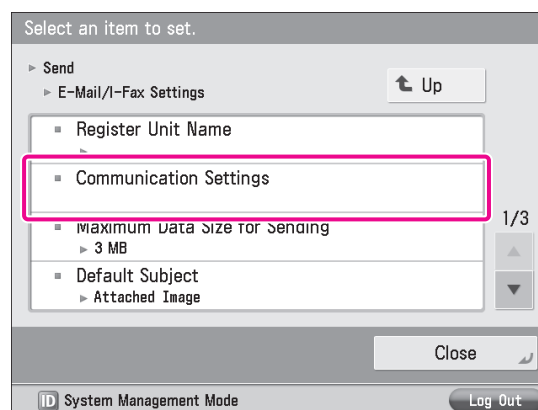 Select an item to set.
Send
E-Mail/I-Fax Settings
Up
Register Unit Name
Communication Settings
Maximum Data Size for Sending
3 MB
1/3
Default Subject
Attached Image
Close
ID System Management Mode
Log Out